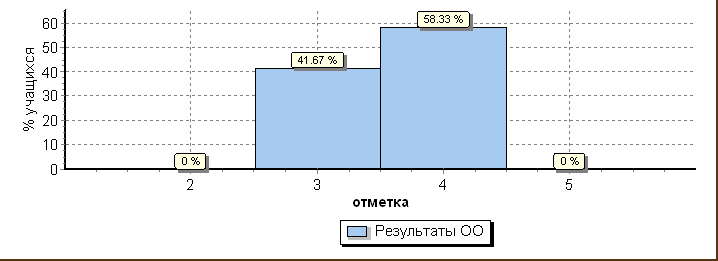 % учащихся
60
50
40
30
20
10
0
0 %
41.67 %
58.33 %
0 %
2 3 4 5
отметка
Результаты ОО